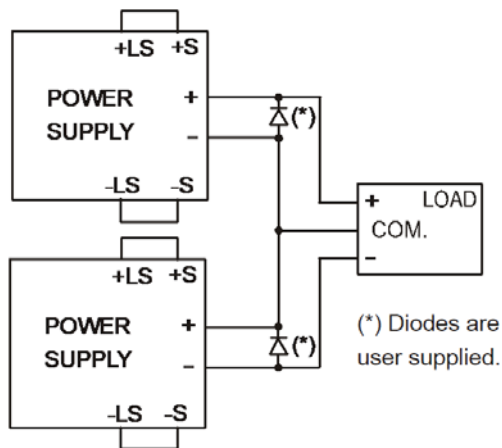 +LS +S
POWER SUPPLY
+
−
(*)
−LS −S
+ LOAD
COM.
−
+LS +S
POWER SUPPLY
+
−
(*)
−LS −S
(*) Diodes are
user supplied.